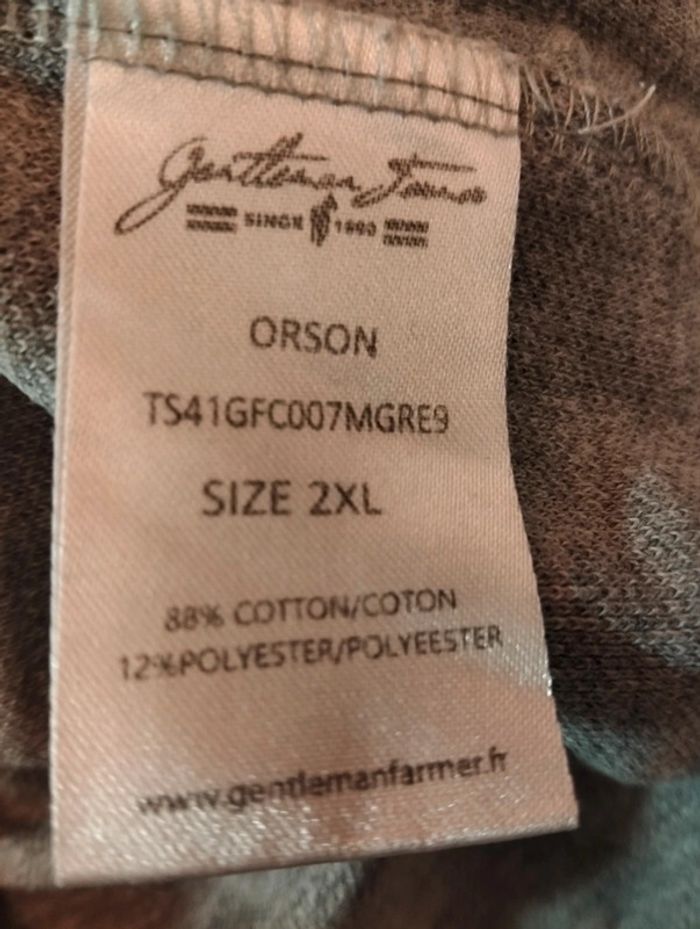 Gentleman Farmer
SINCE 1990
ORSON
TS41GFC007MGRE9
SIZE 2XL
88% COTTON/COTON
12%POLYESTER/POLYEESTER
www.gentlemanfarmer.fr